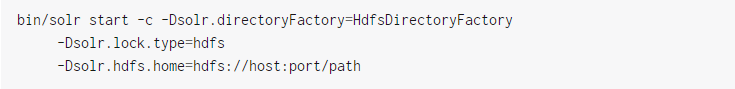 bin/solr start -c -Dsolr.directoryFactory=HdfsDirectoryFactory
-Dsolr.lock.type=hdfs
-Dsolr.hdfs.home=hdfs://host:port/path